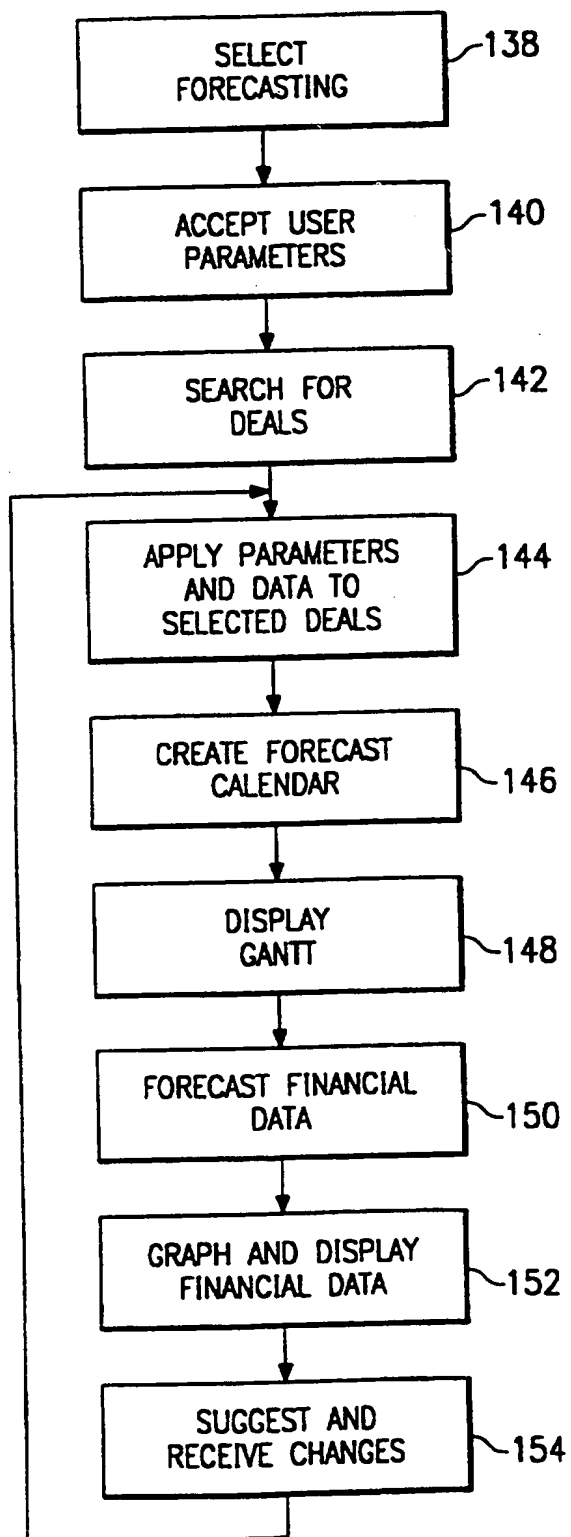 SELECT
FORECASTING
138
ACCEPT USER
PARAMETERS
140
SEARCH FOR
DEALS
142
APPLY PARAMETERS
AND DATA TO
SELECTED DEALS
144
CREATE FORECAST
CALENDAR
146
DISPLAY
GANTT
148
FORECAST FINANCIAL
DATA
150
GRAPH AND DISPLAY
FINANCIAL DATA
152
SUGGEST AND
RECEIVE CHANGES
154